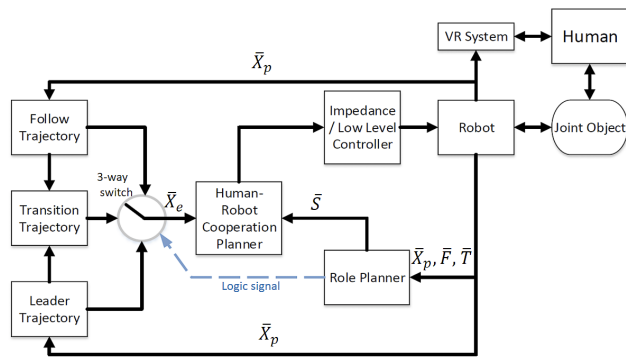 VR System
Human
X̄ₚ
Follow
Trajectory
Impedance
/ Low Level
Controller
Robot
Joint Object
3-way
switch
Transition
Trajectory
X̄ₑ
Human-
Robot
Cooperation
Planner
S̄
Leader
Trajectory
Logic signal
Role Planner
X̄ₚ, F̄, T̄
X̄ₚ